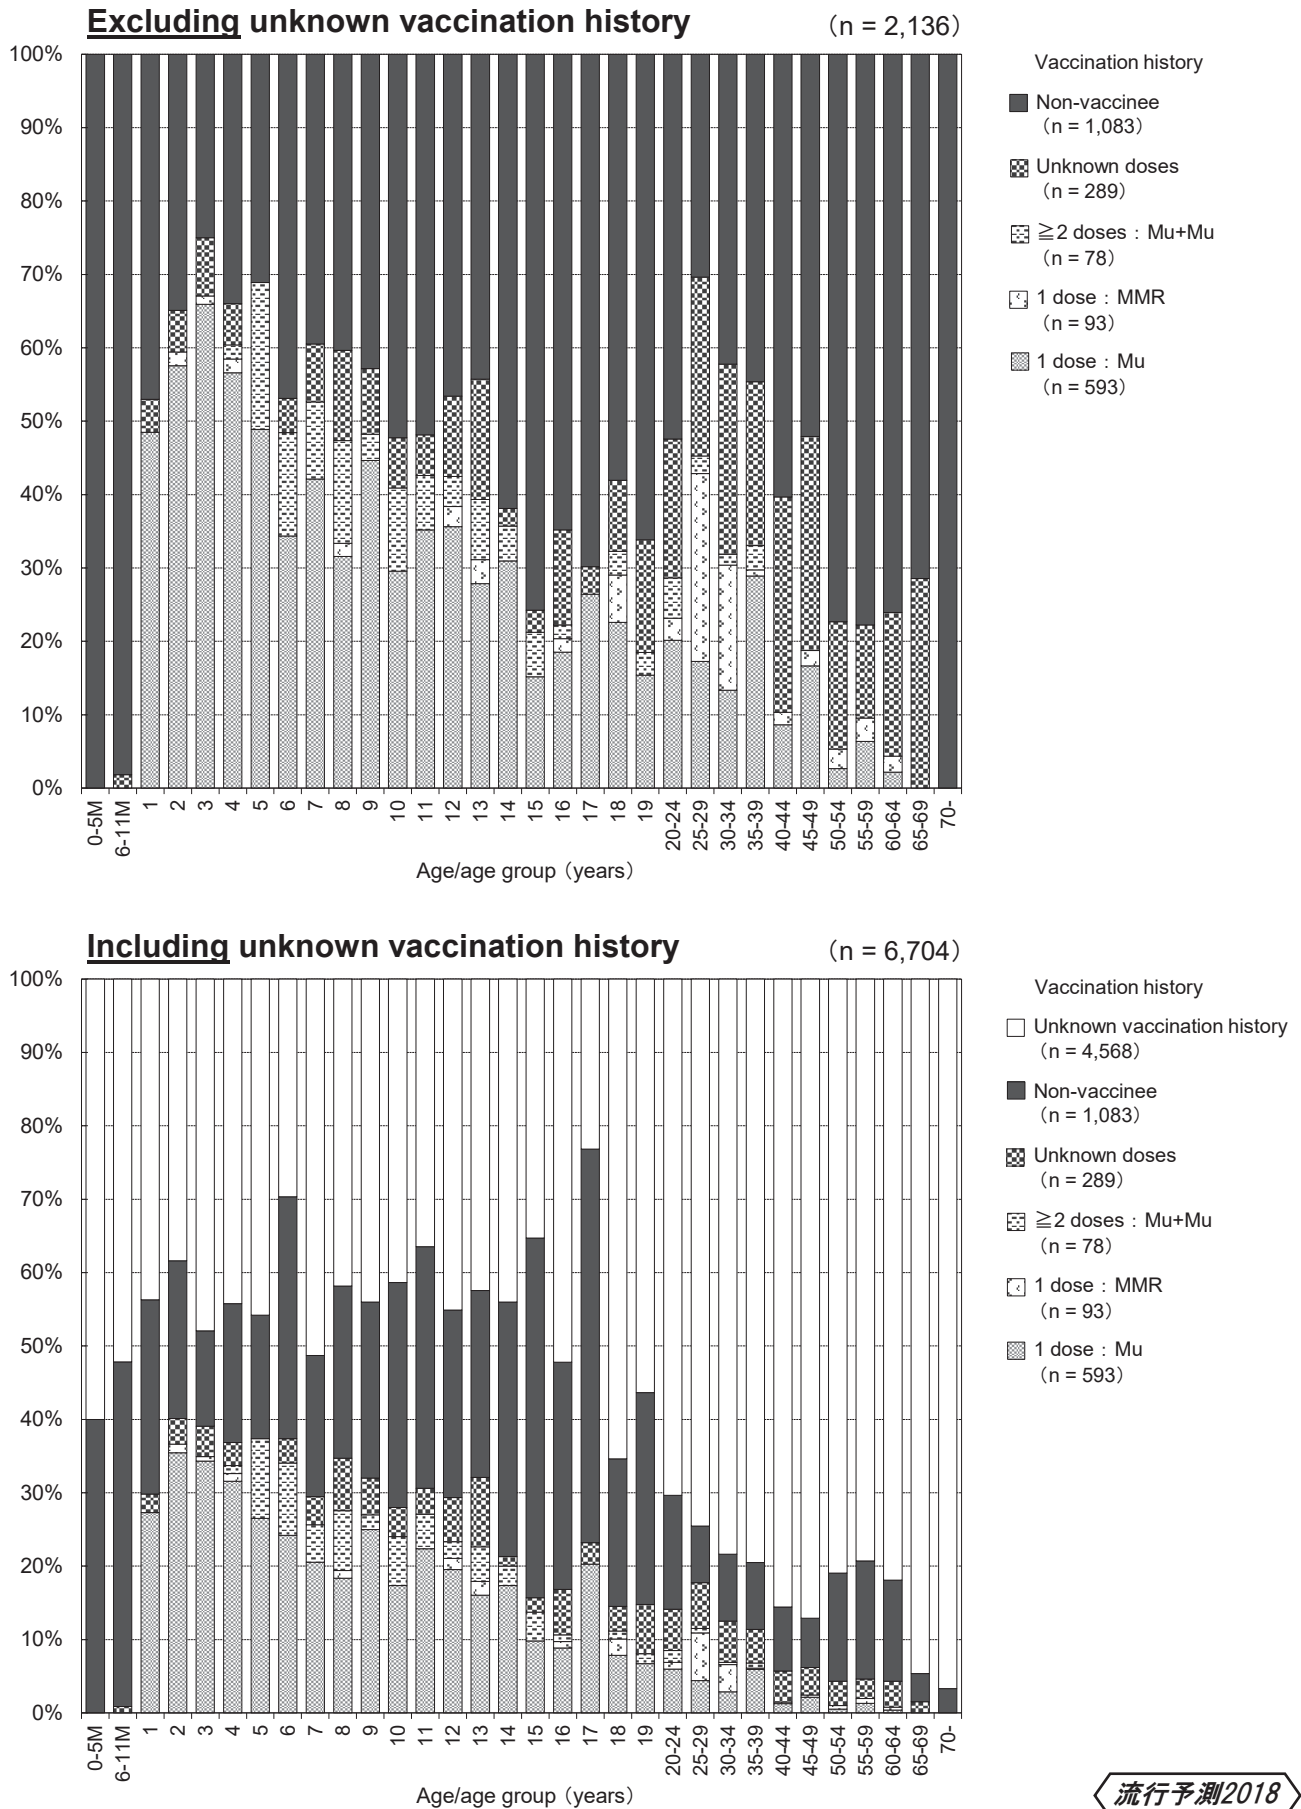 Excluding unknown vaccination history (n = 2,136)
100%
90%
80%
70%
60%
50%
40%
30%
20%
10%
0%
0-5M 6-11M 1 2 3 4 5 6 7 8 9 10 11 12 13 14 15 16 17 18 19 20-24 25-29 30-34 35-39 40-44 45-49 50-54 55-59 60-64 65-69 70-
Age/age group（years）
Vaccination history
Non-vaccinee
（n = 1,083）
Unknown doses
（n = 289）
≧2 doses：Mu+Mu
（n = 78）
1 dose：MMR
（n = 93）
1 dose：Mu
（n = 593）
Including unknown vaccination history (n = 6,704)
100%
90%
80%
70%
60%
50%
40%
30%
20%
10%
0%
0-5M 6-11M 1 2 3 4 5 6 7 8 9 10 11 12 13 14 15 16 17 18 19 20-24 25-29 30-34 35-39 40-44 45-49 50-54 55-59 60-64 65-69 70-
Age/age group（years）
Vaccination history
Unknown vaccination history
（n = 4,568）
Non-vaccinee
（n = 1,083）
Unknown doses
（n = 289）
≧2 doses：Mu+Mu
（n = 78）
1 dose：MMR
（n = 93）
1 dose：Mu
（n = 593）
流行予測2018